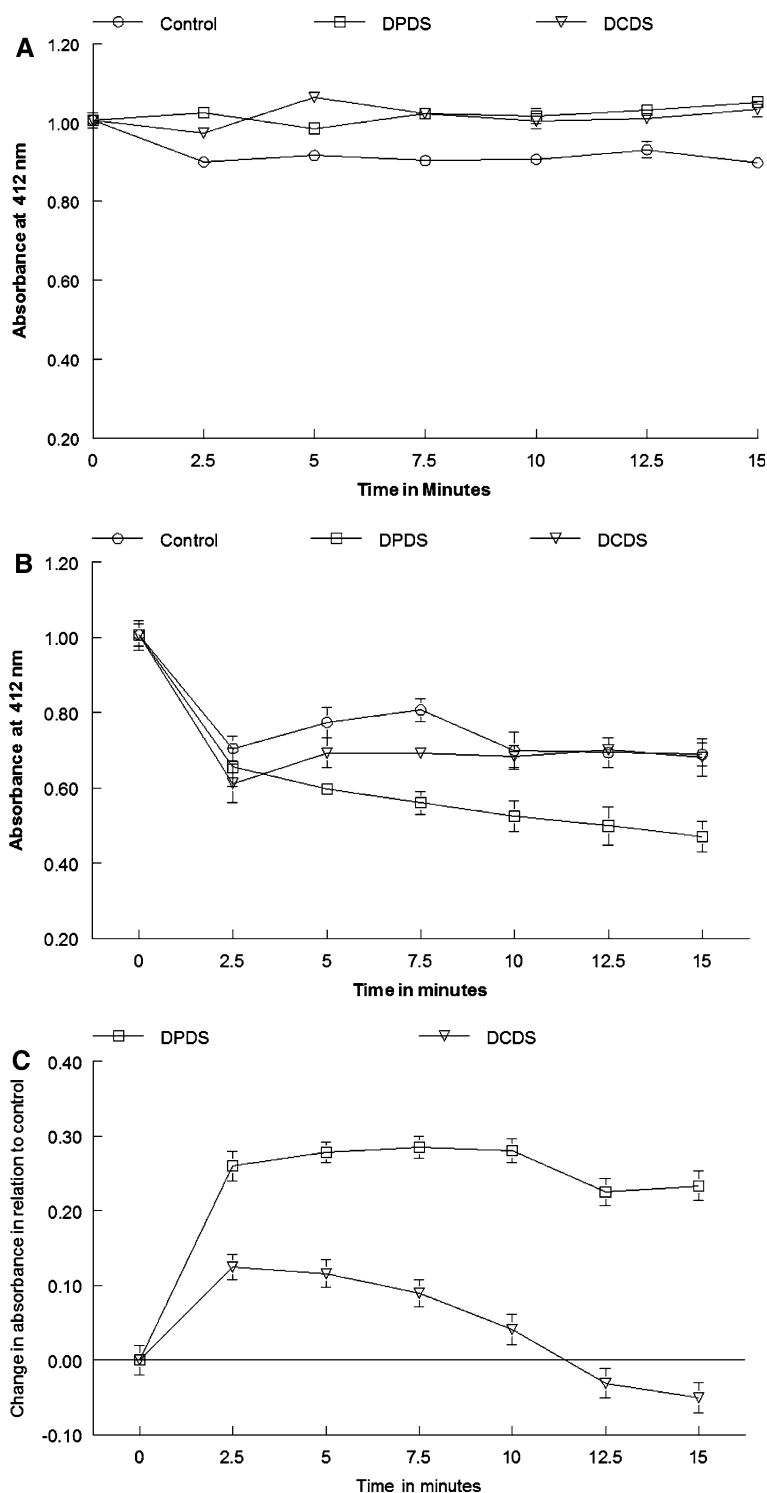 A
Control DPDS DCDS
1.20
1.00
0.80
0.60
0.40
0.20
Absorbance at 412 nm
0 2.5 5 7.5 10 12.5 15
Time in Minutes
B
Control DPDS DCDS
1.20
1.00
0.80
0.60
0.40
0.20
Absorbance at 412 nm
0 2.5 5 7.5 10 12.5 15
Time in minutes
C
DPDS DCDS
0.40
0.30
0.20
0.10
0.00
-0.10
Change in absorbance in relation to control
0 2.5 5 7.5 10 12.5 15
Time in minutes